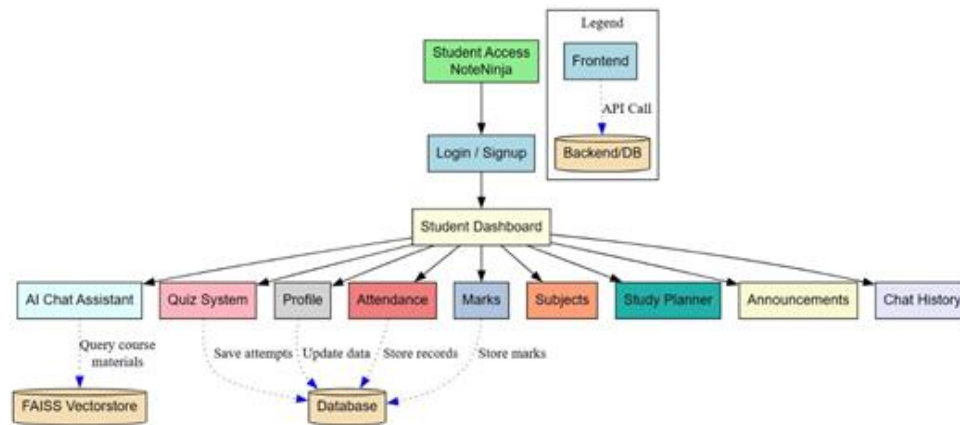 Legend
Student Access
NoteNinja
Frontend
API Call
Login / Signup
Backend/DB
Student Dashboard
AI Chat Assistant
Quiz System
Profile
Attendance
Marks
Subjects
Study Planner
Announcements
Chat History
Query course
materials
Save attempts
Update data
Store records
Store marks
FAISS Vectorstore
Database